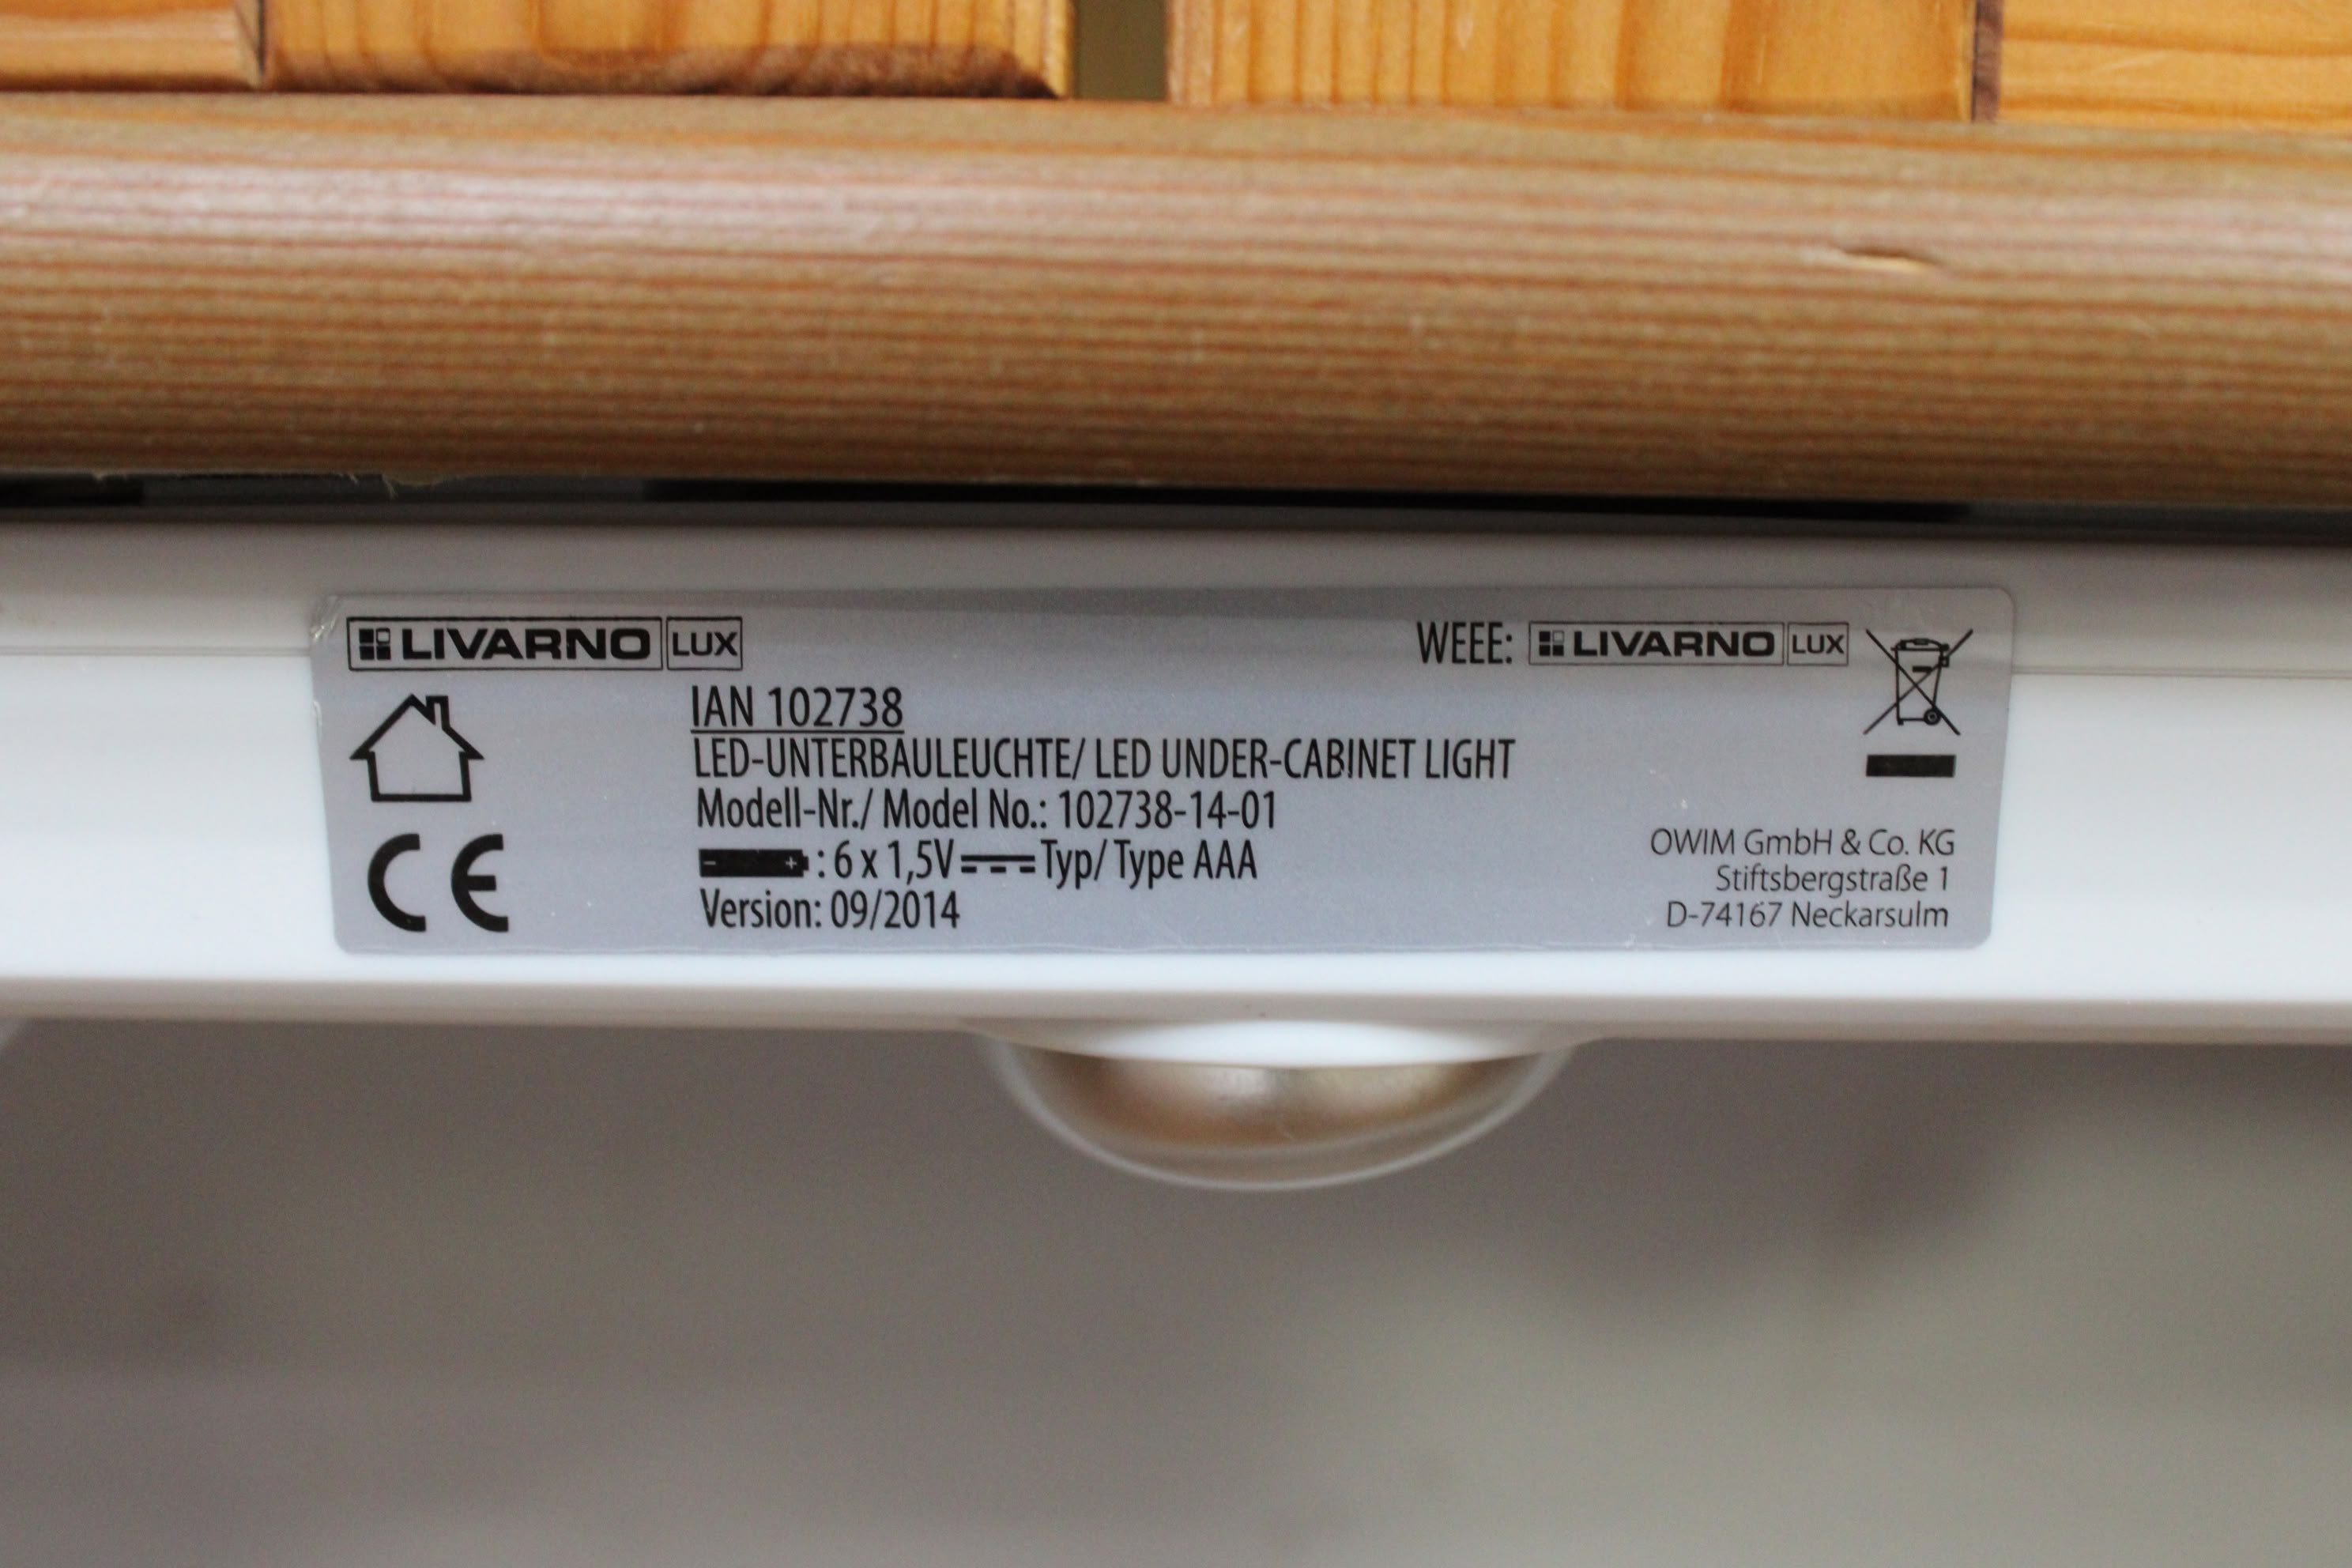 LIVARNO LUX
WEEE: LIVARNO LUX
IAN 102738
LED-UNTERBAULEUCHTE/ LED UNDER-CABINET LIGHT
Modell-Nr./ Model No.: 102738-14-01
- + : 6 x 1,5V Typ/ Type AAA
Version: 09/2014
CE
OWIM GmbH & Co. KG
Stiftsbergstraße 1
D-74167 Neckarsulm